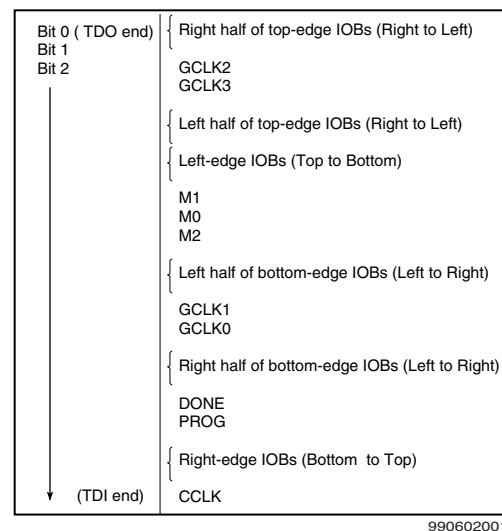 Bit 0 ( TDO end)
Bit 1
Bit 2
Right half of top-edge IOBs (Right to Left)
GCLK2
GCLK3
Left half of top-edge IOBs (Right to Left)
Left-edge IOBs (Top to Bottom)
M1
M0
M2
Left half of bottom-edge IOBs (Left to Right)
GCLK1
GCLK0
Right half of bottom-edge IOBs (Left to Right)
DONE
PROG
Right-edge IOBs (Bottom to Top)
(TDI end)
CCLK
99060200